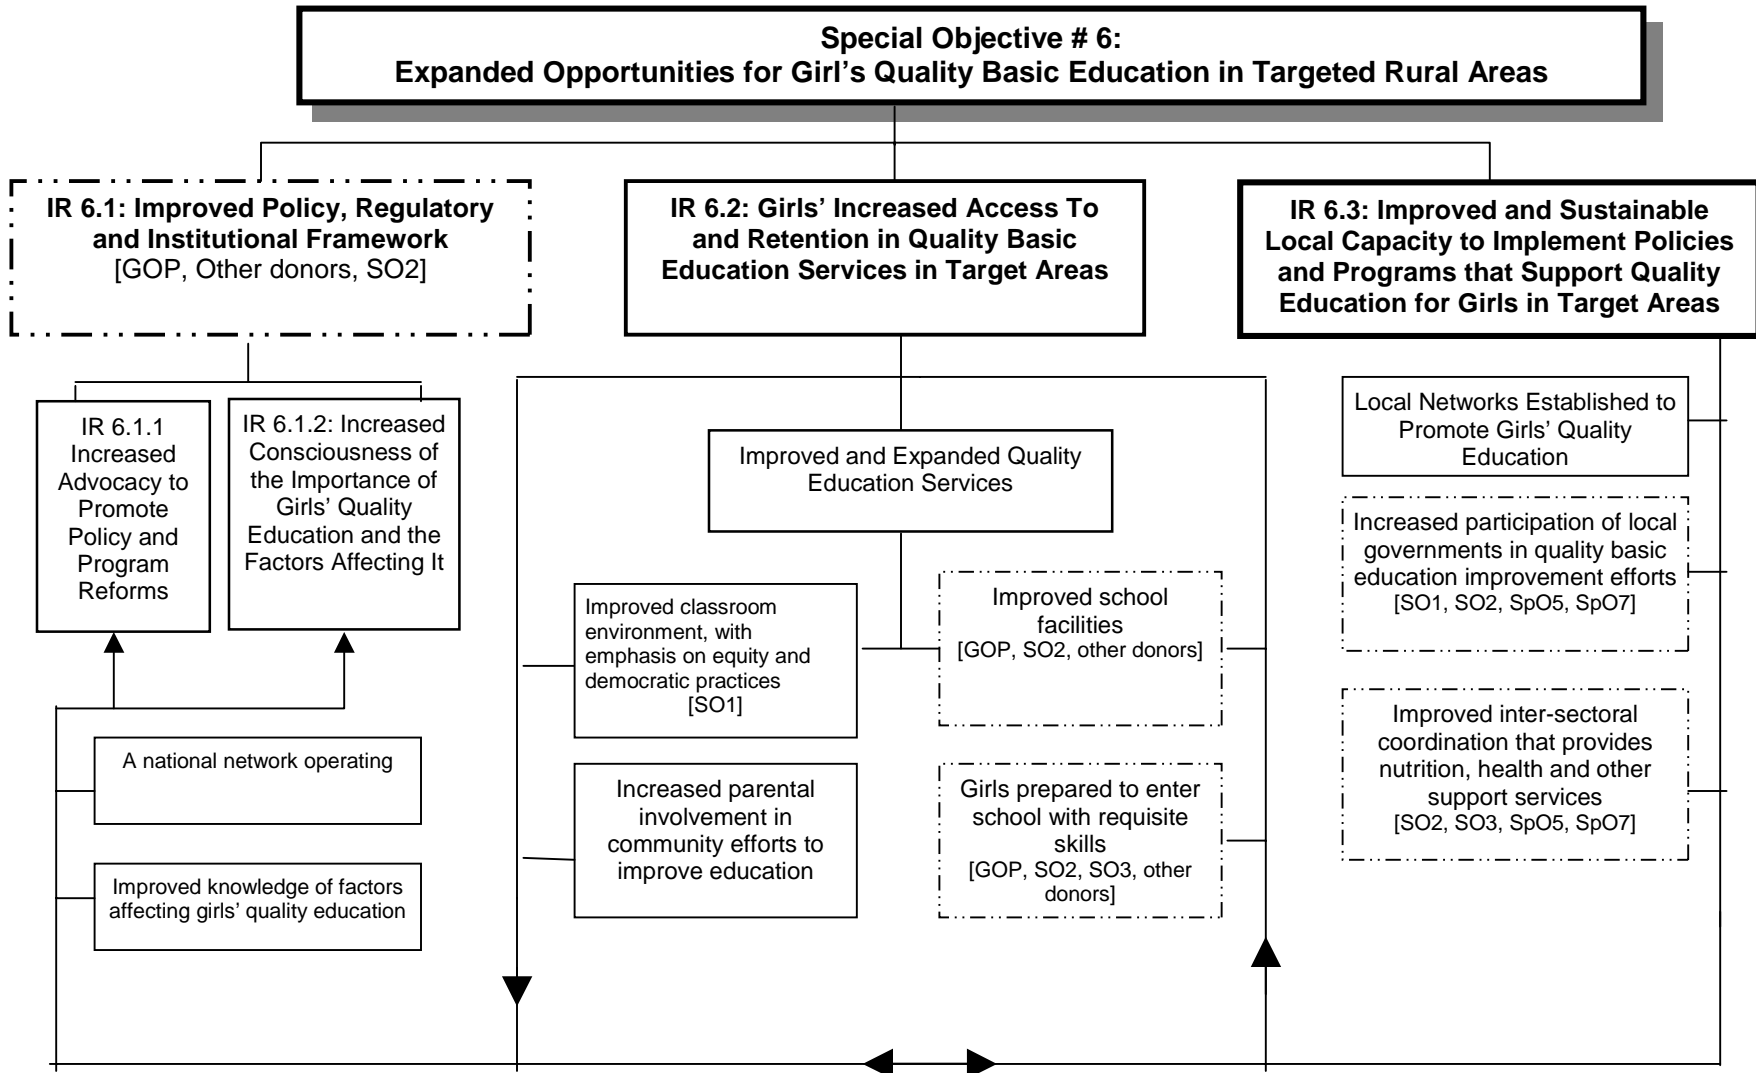 Special Objective # 6:
Expanded Opportunities for Girl's Quality Basic Education in Targeted Rural Areas
IR 6.1: Improved Policy, Regulatory
and Institutional Framework
[GOP, Other donors, SO2]
IR 6.2: Girls' Increased Access To
and Retention in Quality Basic
Education Services in Target Areas
IR 6.3: Improved and Sustainable
Local Capacity to Implement Policies
and Programs that Support Quality
Education for Girls in Target Areas
IR 6.1.1
Increased
Advocacy to
Promote
Policy and
Program
Reforms
IR 6.1.2: Increased
Consciousness of
the Importance of
Girls' Quality
Education and the
Factors Affecting It
A national network operating
Improved knowledge of factors
affecting girls' quality education
Improved and Expanded Quality
Education Services
Improved classroom
environment, with
emphasis on equity and
democratic practices
[SO1]
Improved school
facilities
[GOP, SO2, other donors]
Increased parental
involvement in
community efforts to
improve education
Girls prepared to enter
school with requisite
skills
[GOP, SO2, SO3, other
donors]
Local Networks Established to
Promote Girls' Quality
Education
Increased participation of local
governments in quality basic
education improvement efforts
[SO1, SO2, SpO5, SpO7]
Improved inter-sectoral
coordination that provides
nutrition, health and other
support services
[SO2, SO3, SpO5, SpO7]